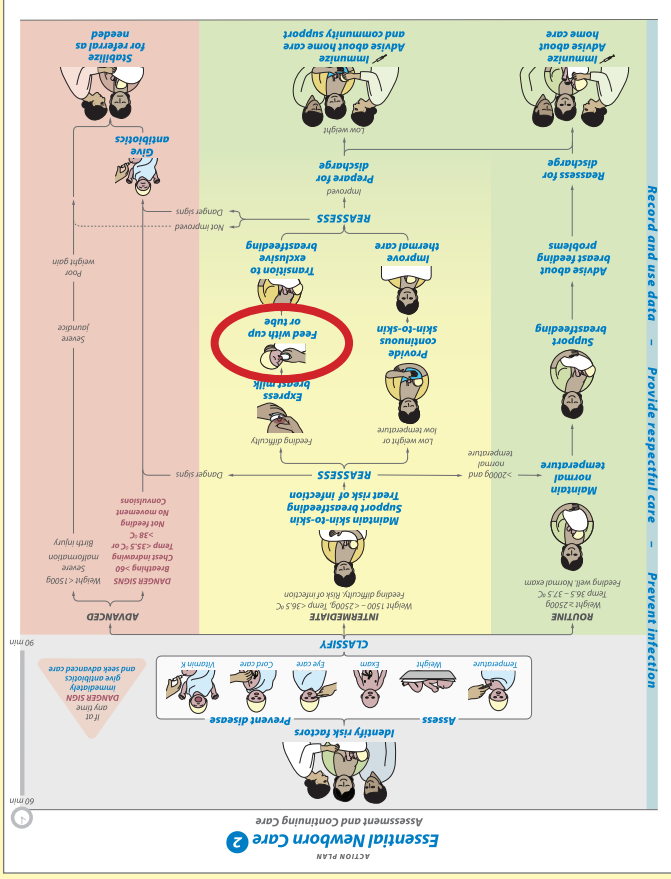 ACTION PLAN
Essential Newborn Care 2
Assessment and Continuing Care
60 min
Identify risk factors
Assess
Prevent disease
Temperature
Weight
Exam
Eye care
Cord care
Vitamin K
If at
any time
DANGER SIGN
immediately
give antibiotics
and seek advanced care
90 min
CLASSIFY
ROUTINE
Weight ≥2500g
Temp 36.5 – 37.5 ºC
Feeding well. Normal exam
INTERMEDIATE
Weight 1500 – <2500g, Temp <36.5
Feeding difficulty, Risk of infection
ADVANCED
DANGER SIGNS
Breathing >60
Chest indrawing
Temp <35.5 ºC or
>38 ºC
Not feeding
No movement
Convulsions
Weight <1500g
Severe
malformation
Birth injury
Maintain
normal
temperature
Maintain skin-to-skin
Support breastfeeding
Treat risk of infection
REASSESS
>2000g and
normal
temperature
Danger signs
Low weight or
low temperature
Feeding difficulty
Support
breastfeeding
Provide
continuous
skin-to-skin
Express
breast milk
Feed with cup
or tube
Severe
jaundice
Advise about
breast feeding
problems
Improve
thermal care
Transition to
exclusive
breastfeeding
Poor
weight gain
REASSESS
Not improved
Danger signs
Improved
Reassess for
discharge
Prepare for
discharge
Give
antibiotics
Low weight
Immunize
Advise about
home care
Immunize
Advise about home care
and community support
Stabilize
for referral as
needed
Prevent infection – Provide respectful care – Record and use data